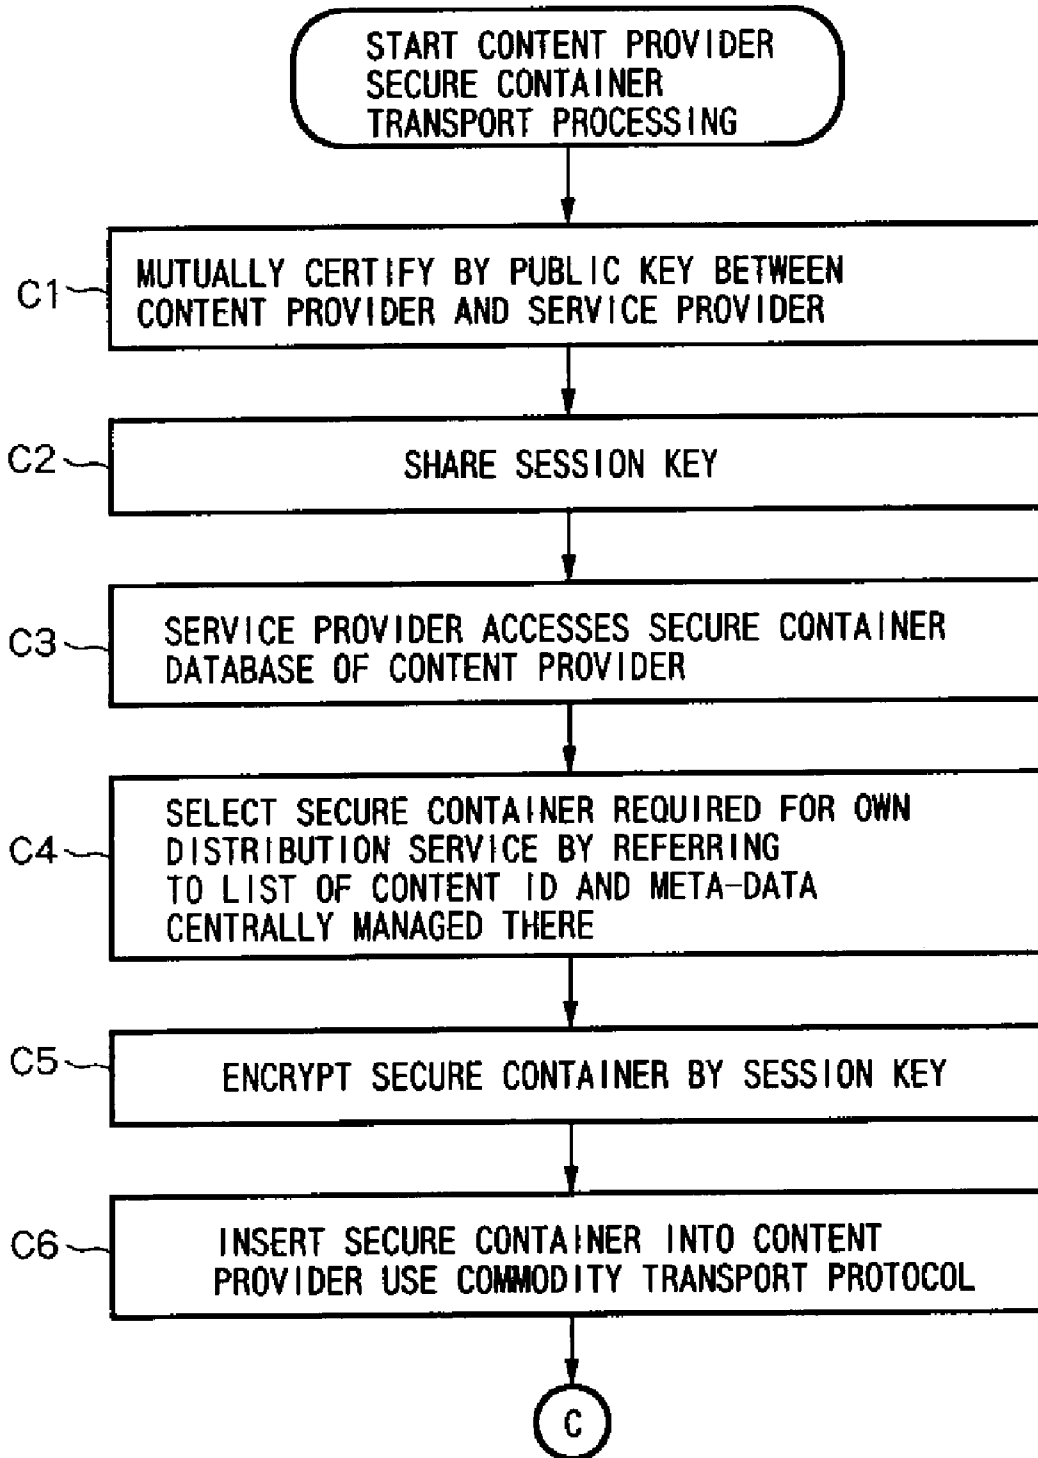 START CONTENT PROVIDER
SECURE CONTAINER
TRANSPORT PROCESSING
C1
MUTUALLY CERTIFY BY PUBLIC KEY BETWEEN
CONTENT PROVIDER AND SERVICE PROVIDER
C2
SHARE SESSION KEY
C3
SERVICE PROVIDER ACCESSES SECURE CONTAINER
DATABASE OF CONTENT PROVIDER
C4
SELECT SECURE CONTAINER REQUIRED FOR OWN
DISTRIBUTION SERVICE BY REFERRING
TO LIST OF CONTENT ID AND META-DATA
CENTRALLY MANAGED THERE
C5
ENCRYPT SECURE CONTAINER BY SESSION KEY
C6
INSERT SECURE CONTAINER INTO CONTENT
PROVIDER USE COMMODITY TRANSPORT PROTOCOL
C